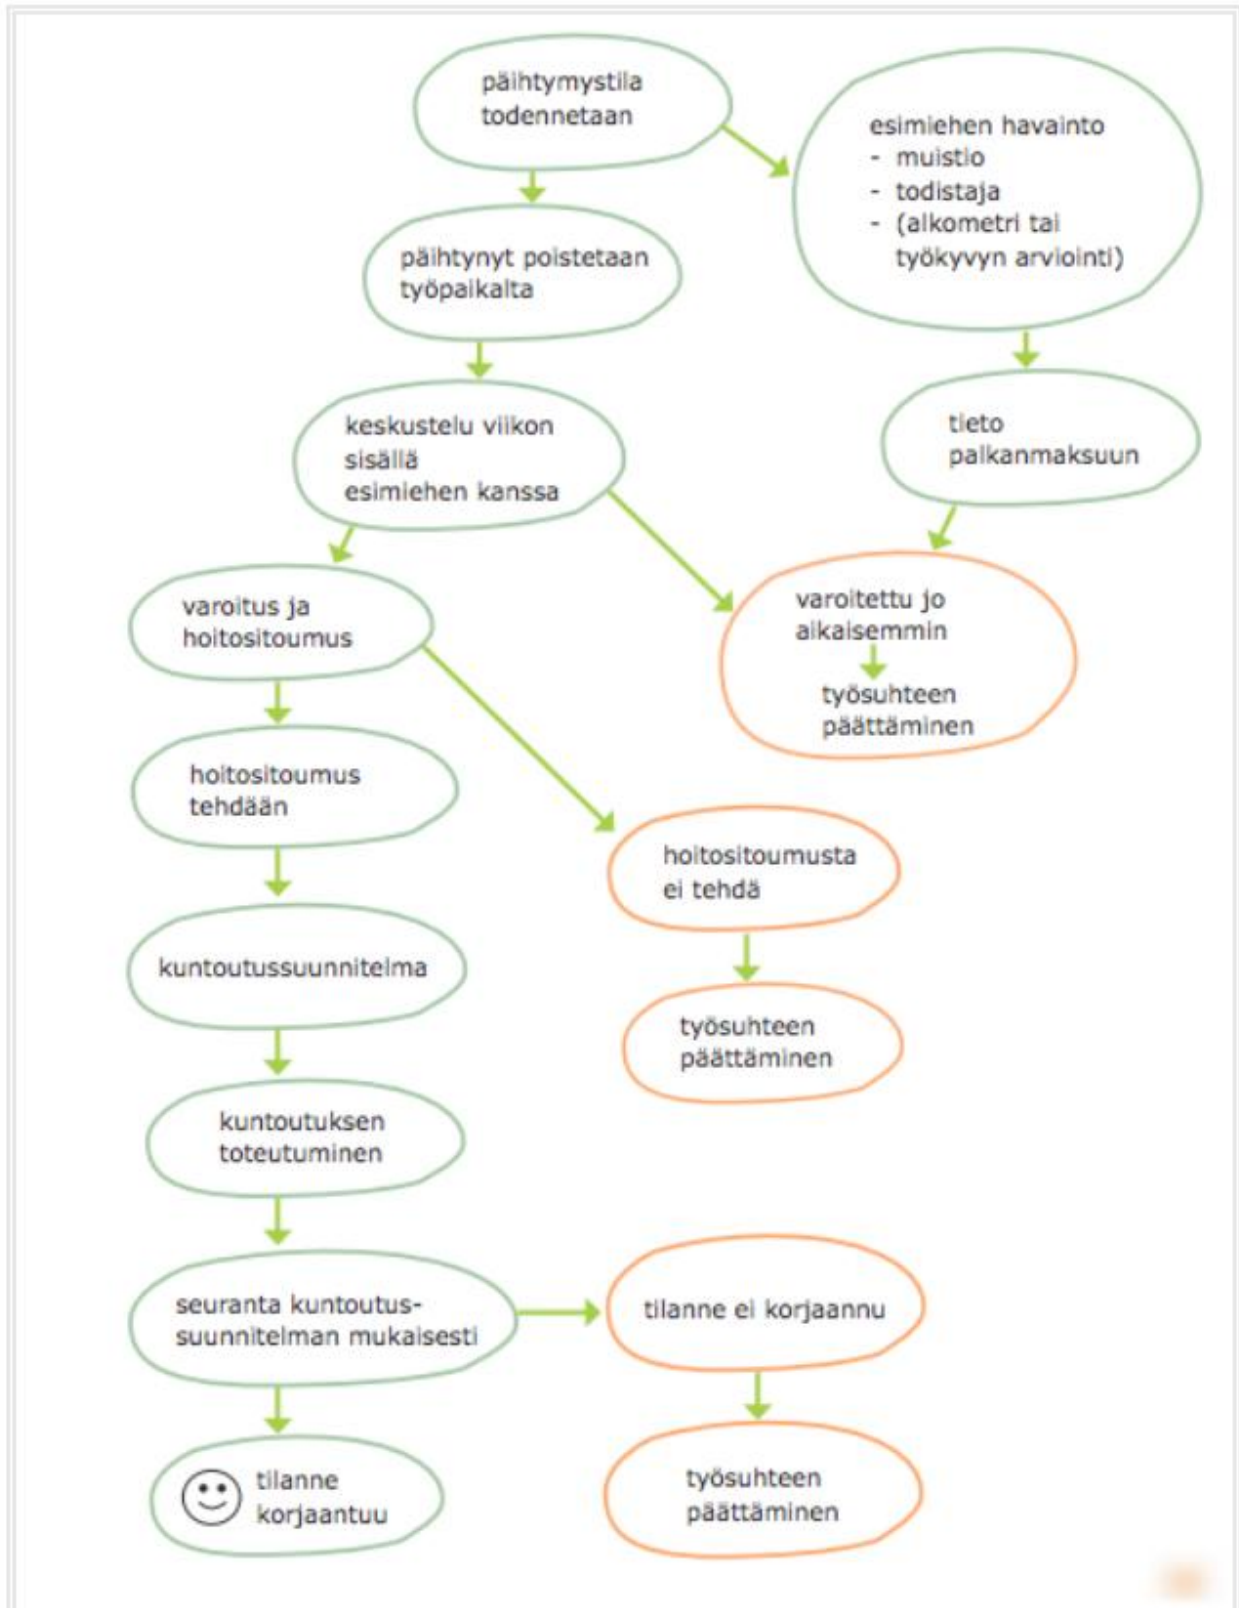 päihtymystila
todennetaan
esimiehen havainto
- muistio
- todistaja
- (alkometri tai
työkyvyn arviointi)
päihtynyt poistetaan
työpaikalta
keskustelu viikon
sisällä
esimiehen kanssa
tieto
palkanmaksuun
varoitus ja
hoitositoumus
varoitettu jo
aikaisemmin
työsuhteen
päättäminen
hoitositoumus
tehdään
hoitositoumusta
ei tehdä
kuntoutussuunnitelma
työsuhteen
päättäminen
kuntoutuksen
toteutuminen
seuranta kuntoutus-
suunnitelman mukaisesti
tilanne ei korjaannu
tilanne
korjaantuu
työsuhteen
päättäminen